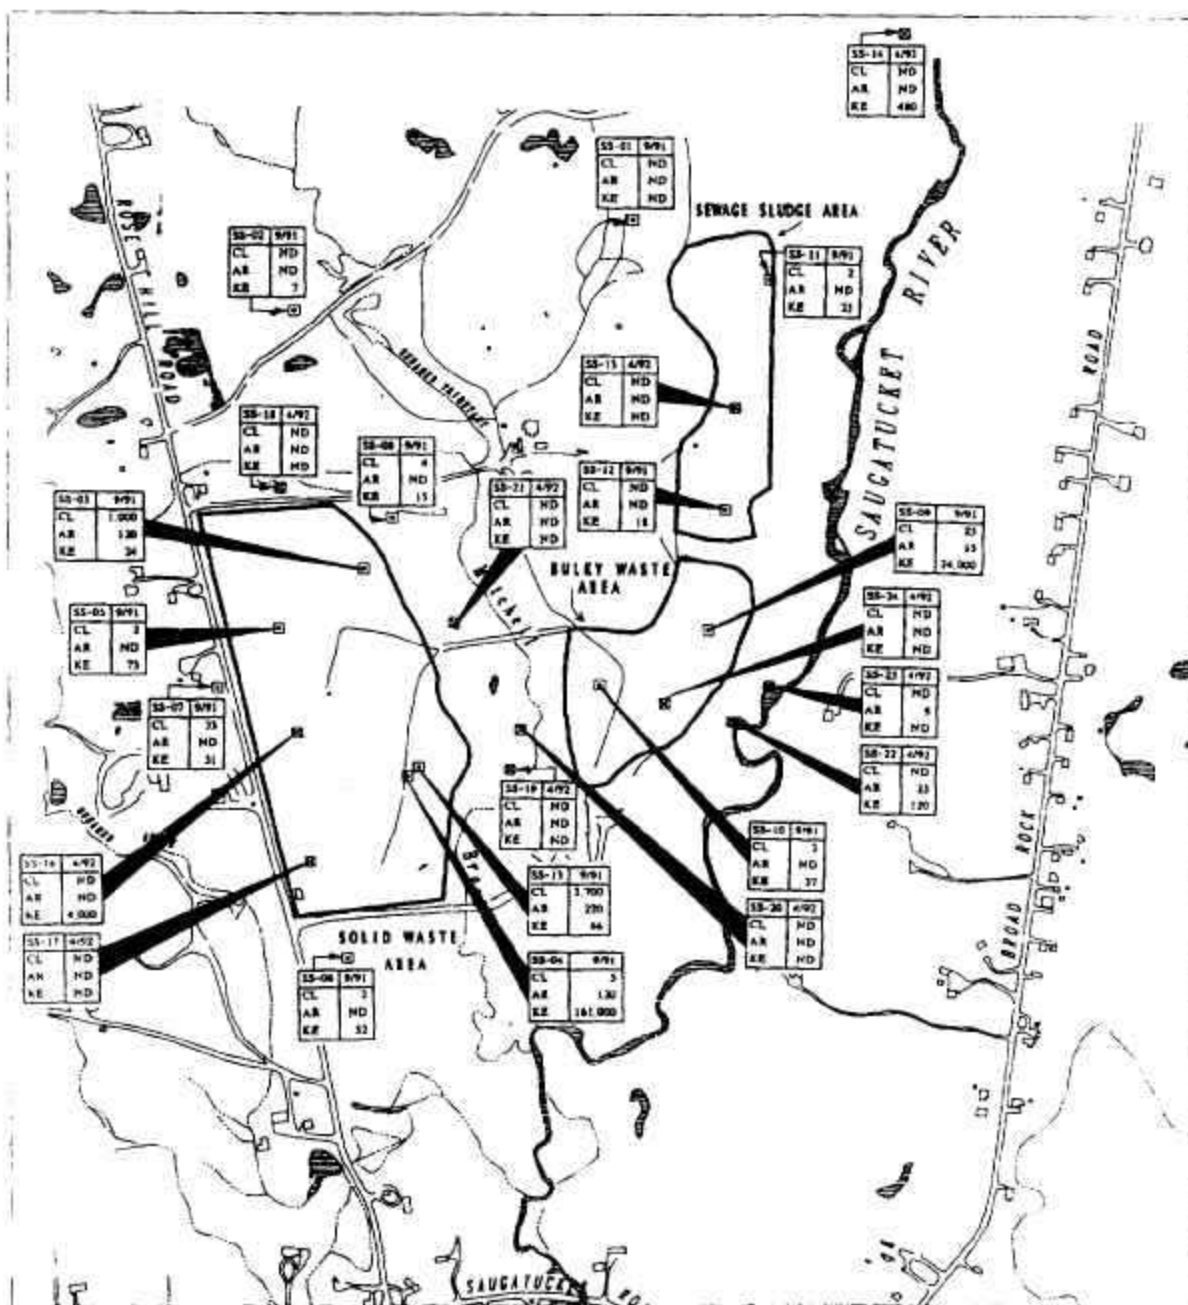 SS-14 4/92
CL ND
AR ND
KE 480
SS-01 9/91
CL ND
AR ND
KE ND
SEWAGE SLUDGE AREA
SS-02 9/91
CL ND
AR ND
KE 7
SS-11 9/91
CL 2
AR ND
KE 25
ROSE HILL ROAD
SAUGATUCKET RIVER
ROAD
SS-15 4/92
CL ND
AR ND
KE ND
SS-18 4/92
CL ND
AR ND
KE ND
SS-08 9/91
CL 6
AR ND
KE 15
SS-12 9/91
CL ND
AR ND
KE 18
SS-21 4/92
CL ND
AR ND
KE ND
SS-03 9/91
CL 1,000
AR 120
KE 24
SS-09 9/91
CL 25
AR 55
KE 24,000
BULKY WASTE
AREA
SS-24 4/92
CL ND
AR ND
KE ND
SS-05 9/91
CL 2
AR ND
KE 75
SS-23 4/92
CL ND
AR 9
KE ND
SS-07 9/91
CL 23
AR ND
KE 31
SS-22 4/92
CL ND
AR 23
KE 120
SS-19 4/92
CL ND
AR ND
KE ND
SS-10 9/91
CL 2
AR ND
KE 37
SS-16 4/92
CL ND
AR ND
KE 4,000
SS-13 9/91
CL 2,700
AR 220
KE 66
SS-20 4/92
CL ND
AR ND
KE ND
BROAD ROCK
SS-17 4/92
CL ND
AR ND
KE ND
SOLID WASTE
AREA
SS-04 9/91
CL 5
AR 130
KE 161,000
SS-06 9/91
CL 2
AR ND
KE 52
SAUGATUCKET